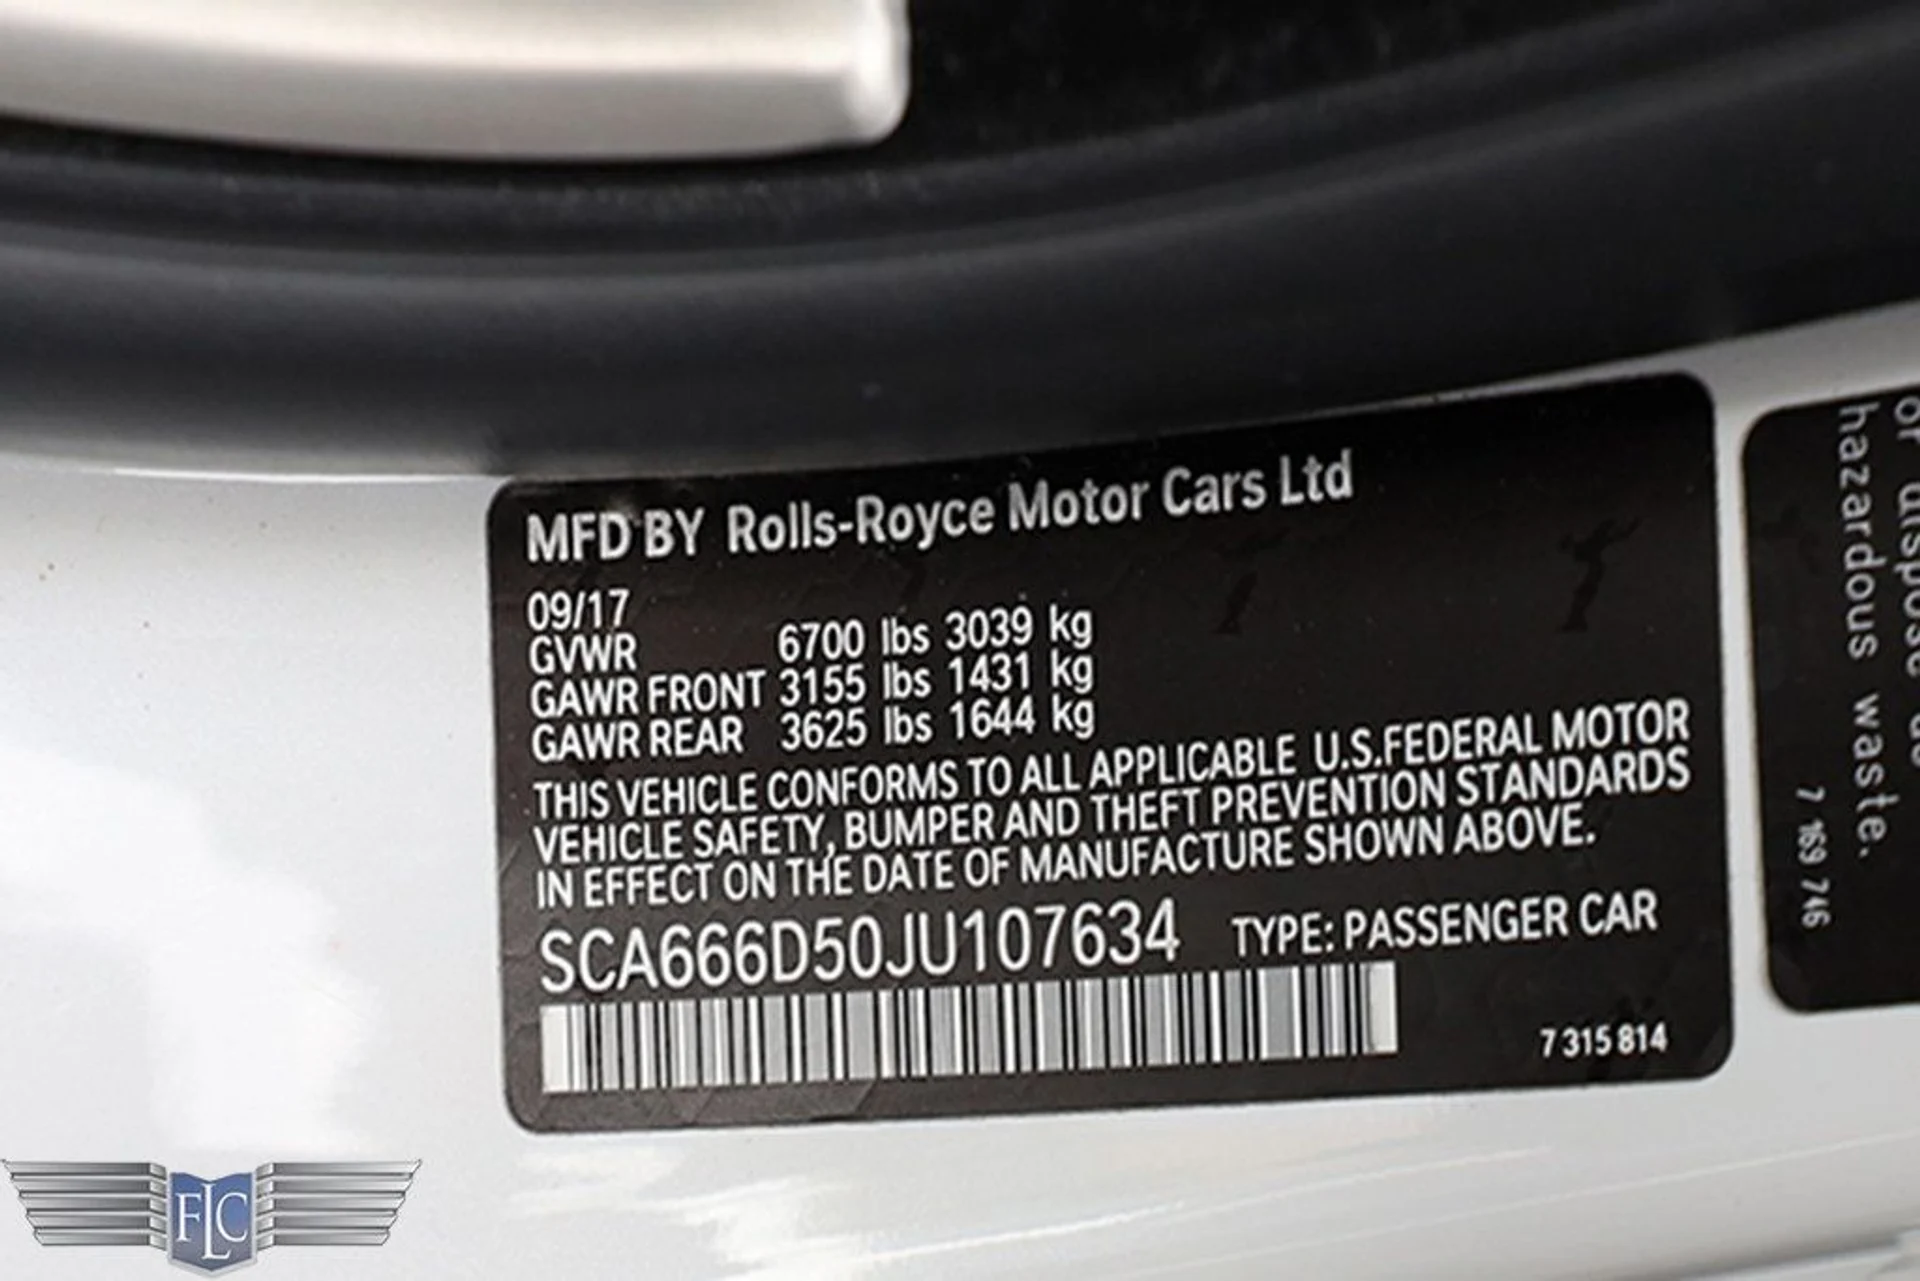 MFD BY Rolls-Royce Motor Cars Ltd
09/17
GVWR 6700 lbs 3039 kg
GAWR FRONT 3155 lbs 1431 kg
GAWR REAR 3625 lbs 1644 kg
THIS VEHICLE CONFORMS TO ALL APPLICABLE U.S.FEDERAL MOTOR
VEHICLE SAFETY, BUMPER AND THEFT PREVENTION STANDARDS
IN EFFECT ON THE DATE OF MANUFACTURE SHOWN ABOVE.
SCA666D50JU107634 TYPE: PASSENGER CAR
7 315 814
or dispose as
hazardous waste.
7 169 746
FLC